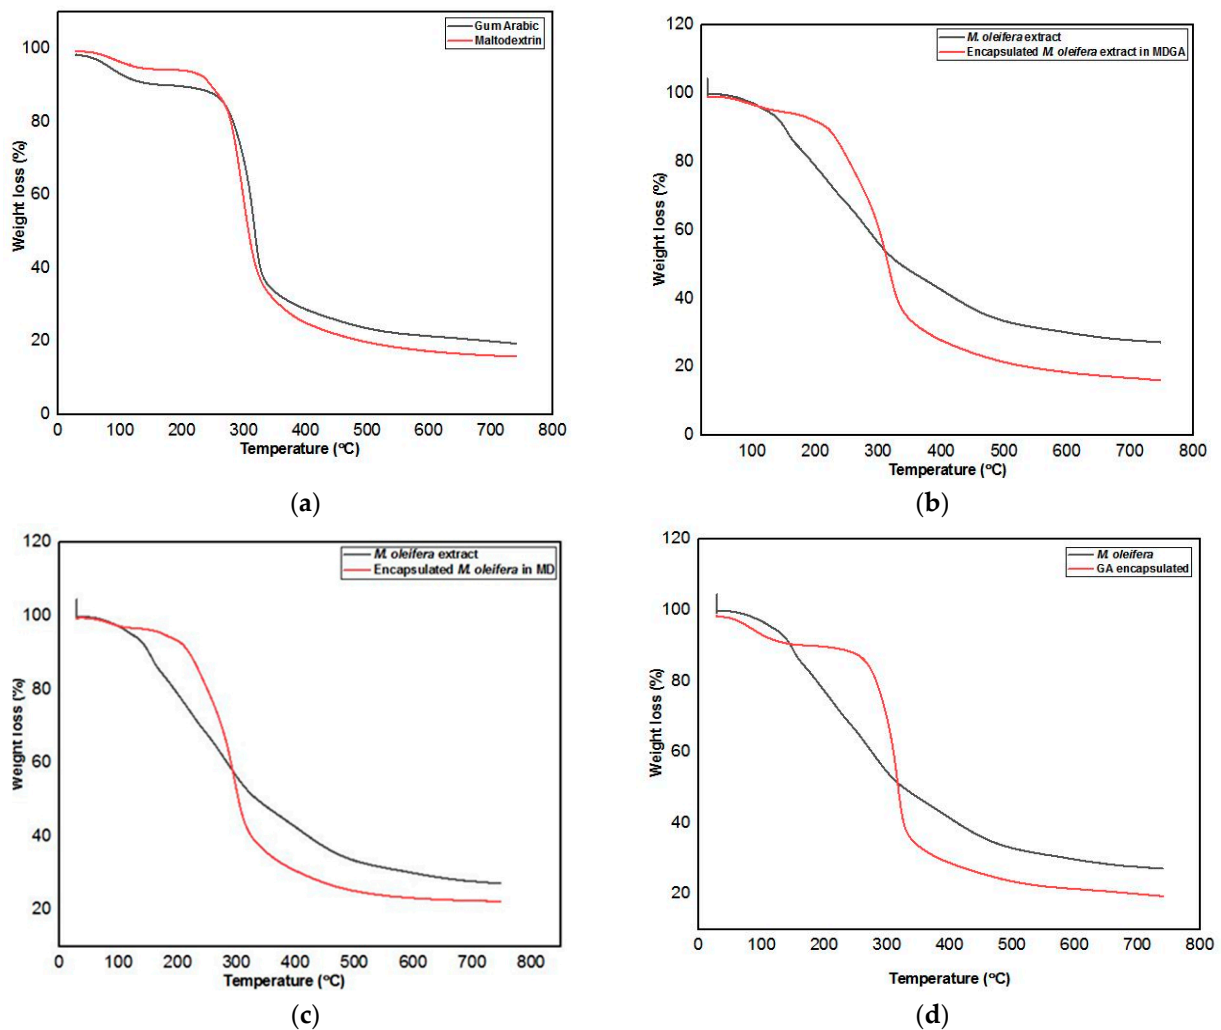 Gum Arabic
Maltodextrin
100
80
60
40
20
0
Weight loss (%)
0 100 200 300 400 500 600 700 800
Temperature (°C)
(a)
M. oleifera extract
Encapsulated M. oleifera extract in MDGA
120
100
80
60
40
20
0
Weight loss (%)
100 200 300 400 500 600 700 800
Temperature (°C)
(b)
M. oleifera extract
Encapsulated M. oleifera in MD
120
100
80
60
40
20
Weight loss (%)
0 100 200 300 400 500 600 700 800
Temperature (°C)
(c)
M. oleifera
GA encapsulated
120
100
80
60
40
20
Weight loss (%)
0 100 200 300 400 500 600 700 800
Temperature (°C)
(d)